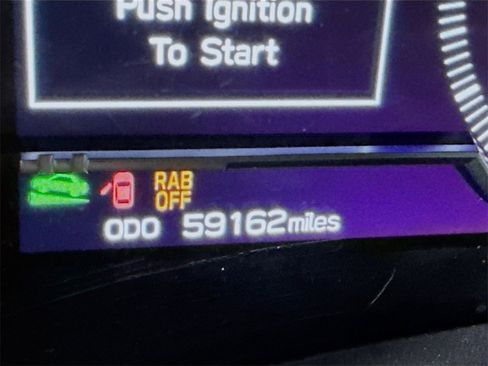 Push Ignition
To Start
RAB
OFF
ODO 59162miles